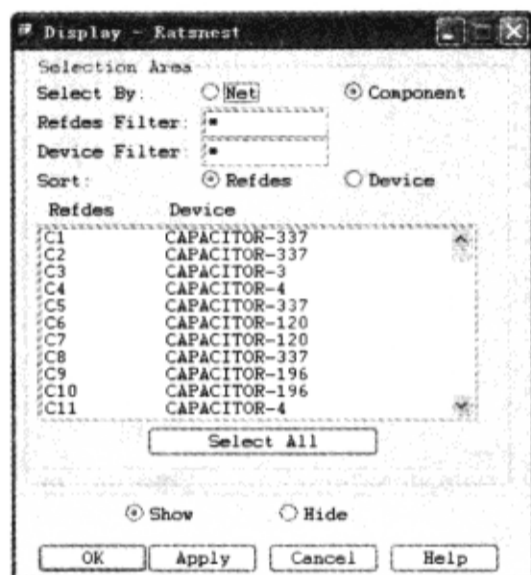 Display - Ratsnest
Selection Area
Select By: Net Component
Refdes Filter: *
Device Filter: *
Sort: Refdes Device
Refdes Device
C1 CAPACITOR-337
C2 CAPACITOR-337
C3 CAPACITOR-3
C4 CAPACITOR-4
C5 CAPACITOR-337
C6 CAPACITOR-120
C7 CAPACITOR-120
C8 CAPACITOR-337
C9 CAPACITOR-196
C10 CAPACITOR-196
C11 CAPACITOR-4
Select All
Show Hide
OK Apply Cancel Help